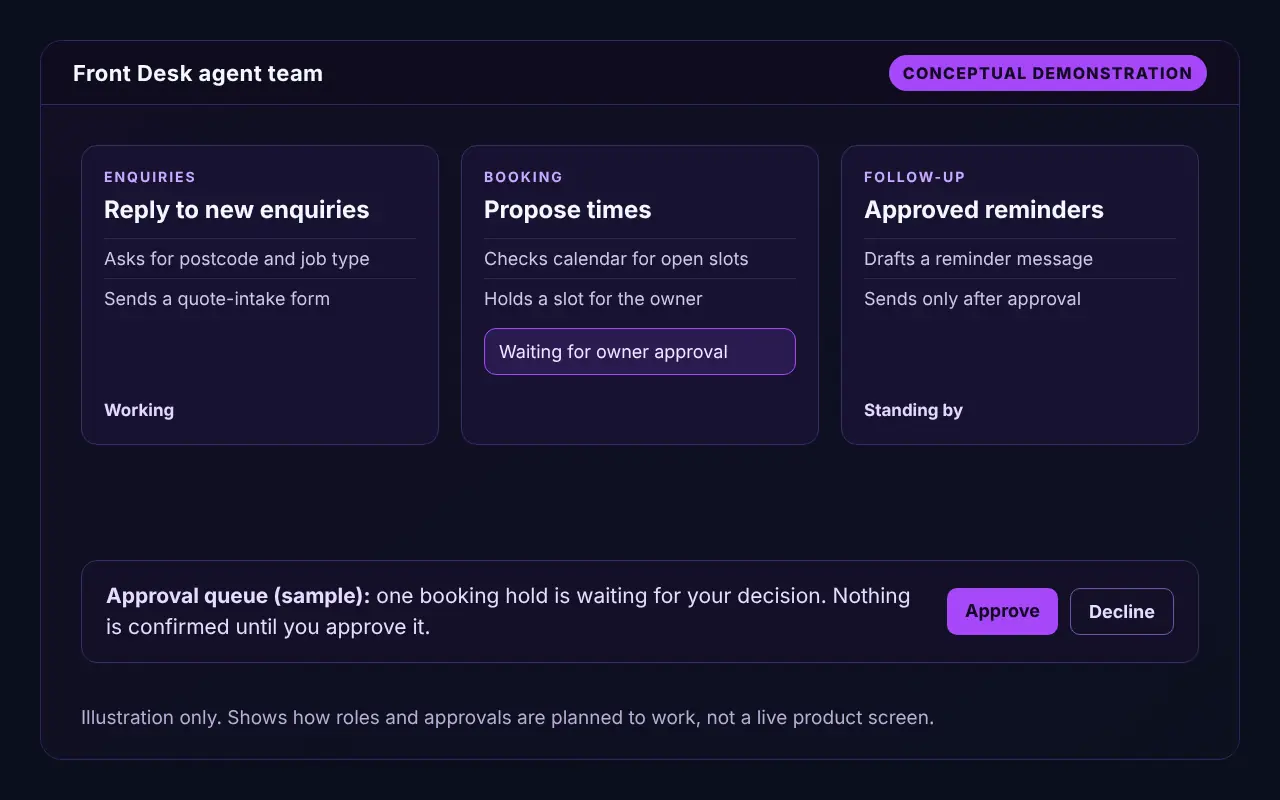 Front Desk agent team
CONCEPTUAL DEMONSTRATION
ENQUIRIES
Reply to new enquiries
Asks for postcode and job type
Sends a quote-intake form
Working
BOOKING
Propose times
Checks calendar for open slots
Holds a slot for the owner
Waiting for owner approval
FOLLOW-UP
Approved reminders
Drafts a reminder message
Sends only after approval
Standing by
Approval queue (sample): one booking hold is waiting for your decision. Nothing
is confirmed until you approve it.
Approve
Decline
Illustration only. Shows how roles and approvals are planned to work, not a live product screen.